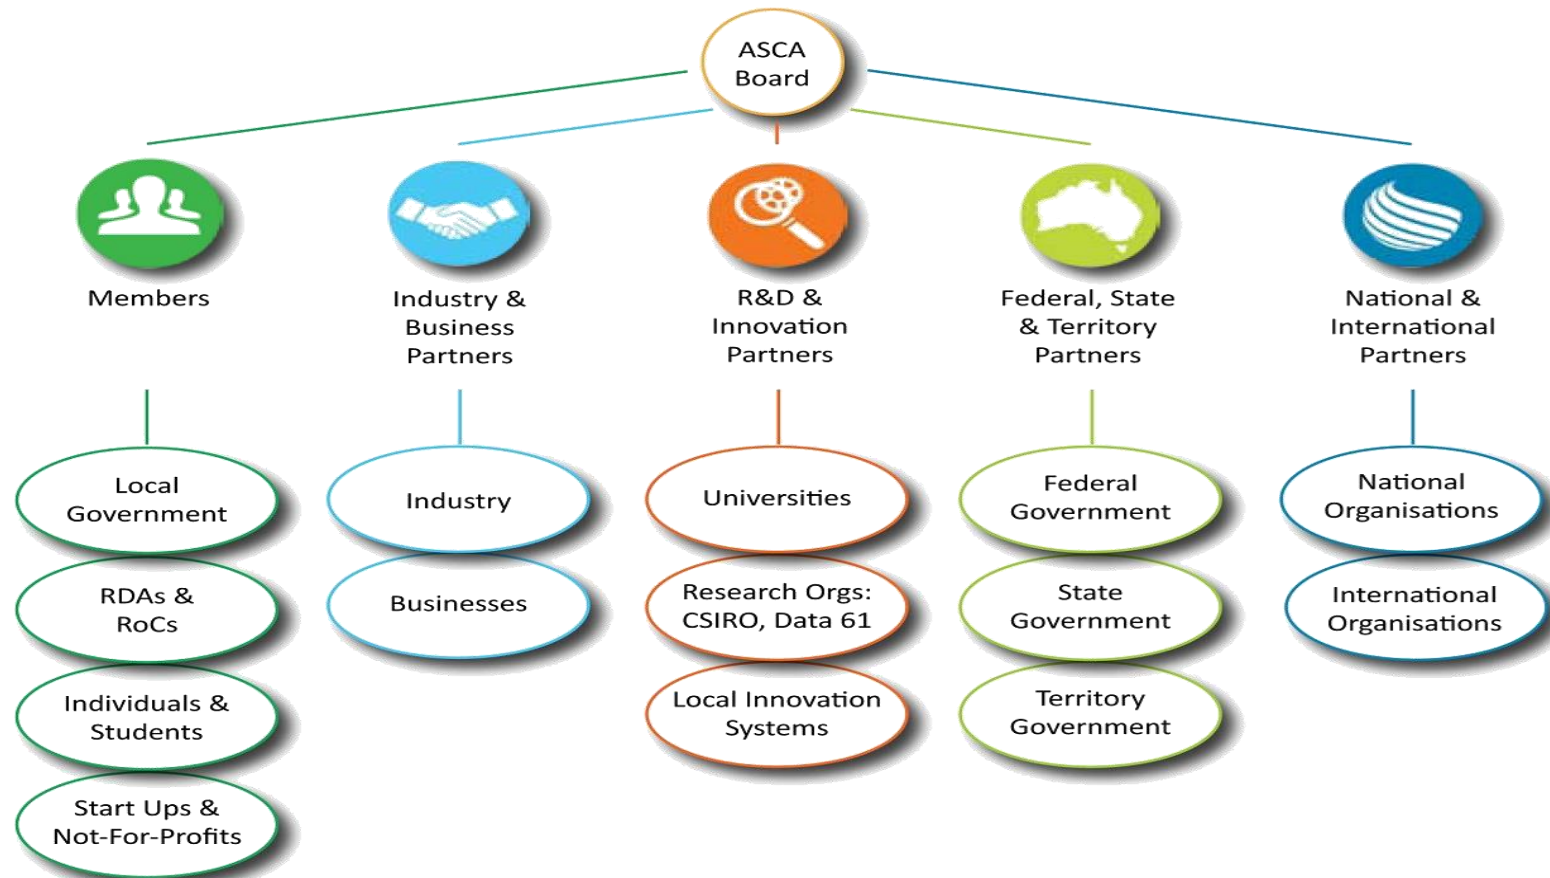 ASCA
Board
Members
Industry &
Business
Partners
R&D &
Innovation
Partners
Federal, State
& Territory
Partners
National &
International
Partners
Local
Government
RDAs &
RoCs
Individuals &
Students
Start Ups &
Not-For-Profits
Industry
Businesses
Universities
Research Orgs:
CSIRO, Data 61
Local Innovation
Systems
Federal
Government
State
Government
Territory
Government
National
Organisations
International
Organisations